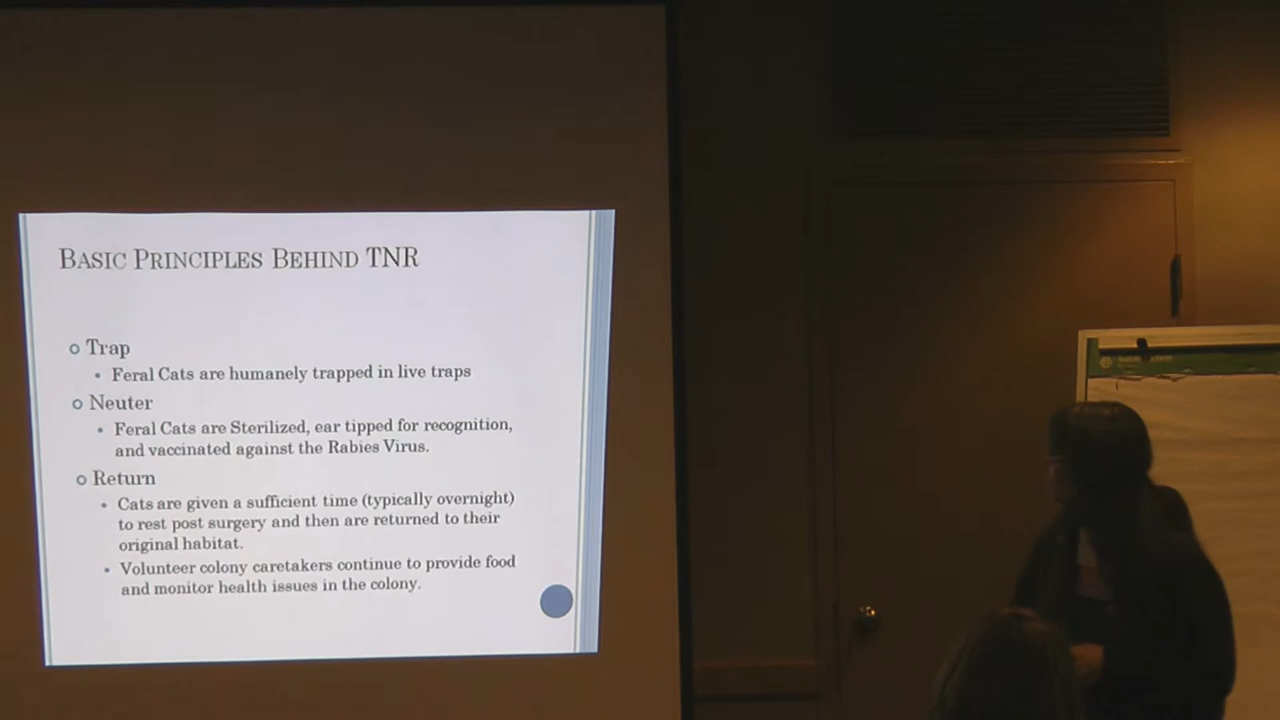 BASIC PRINCIPLES BEHIND TNR
Trap
Feral Cats are humanely trapped in live traps
Neuter
Feral Cats are Sterilized, ear tipped for recognition,
and vaccinated against the Rabies Virus.
Return
Cats are given a sufficient time (typically overnight)
to rest post surgery and then are returned to their
original habitat.
Volunteer colony caretakers continue to provide food
and monitor health issues in the colony.